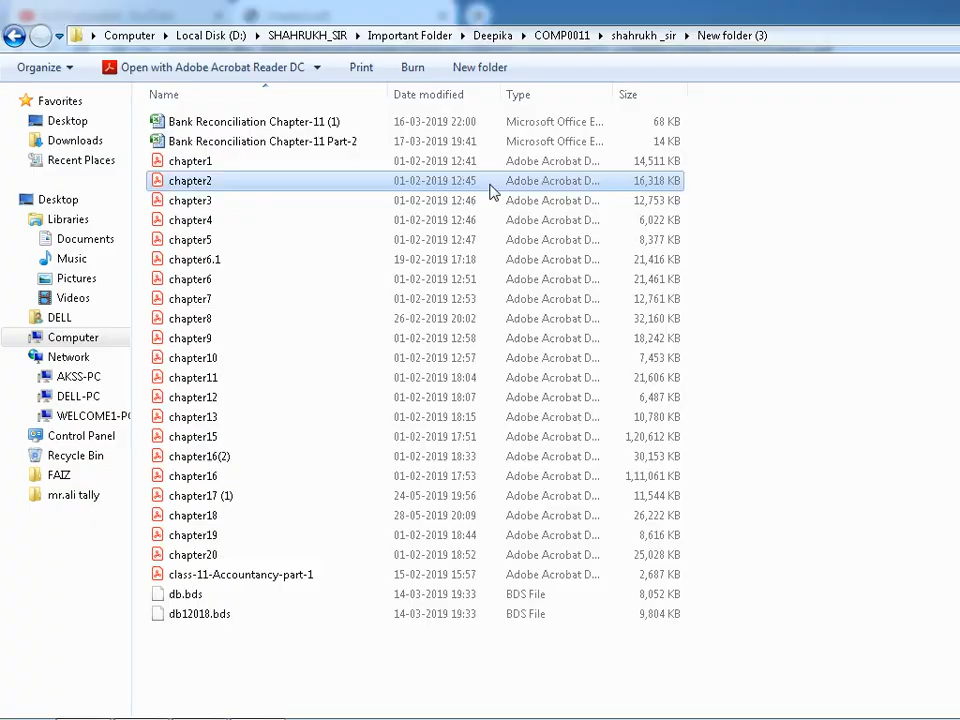 Computer Local Disk (D:) SHAHRUKH_SIR Important Folder Deepika COMP0011 shahrukh _sir New folder (3)
Organize Open with Adobe Acrobat Reader DC Print Burn New folder
Name Date modified Type Size
Favorites
Desktop
Downloads
Recent Places
Desktop
Libraries
Documents
Music
Pictures
Videos
DELL
Computer
Network
AKSS-PC
DELL-PC
WELCOME1-PC
Control Panel
Recycle Bin
FAIZ
mr.ali tally
Bank Reconciliation Chapter-11 (1) 16-03-2019 22:00 Microsoft Office E... 68 KB
Bank Reconciliation Chapter-11 Part-2 17-03-2019 19:41 Microsoft Office E... 14 KB
chapter1 01-02-2019 12:41 Adobe Acrobat D... 14,511 KB
chapter2 01-02-2019 12:45 Adobe Acrobat D... 16,318 KB
chapter3 01-02-2019 12:46 Adobe Acrobat D... 12,753 KB
chapter4 01-02-2019 12:46 Adobe Acrobat D... 6,022 KB
chapter5 01-02-2019 12:47 Adobe Acrobat D... 8,377 KB
chapter6.1 19-02-2019 17:18 Adobe Acrobat D... 21,416 KB
chapter6 01-02-2019 12:51 Adobe Acrobat D... 21,461 KB
chapter7 01-02-2019 12:53 Adobe Acrobat D... 12,761 KB
chapter8 26-02-2019 20:02 Adobe Acrobat D... 32,160 KB
chapter9 01-02-2019 12:58 Adobe Acrobat D... 18,242 KB
chapter10 01-02-2019 12:57 Adobe Acrobat D... 7,453 KB
chapter11 01-02-2019 18:04 Adobe Acrobat D... 21,606 KB
chapter12 01-02-2019 18:07 Adobe Acrobat D... 6,487 KB
chapter13 01-02-2019 18:15 Adobe Acrobat D... 10,780 KB
chapter15 01-02-2019 17:51 Adobe Acrobat D... 1,20,612 KB
chapter16(2) 01-02-2019 18:33 Adobe Acrobat D... 30,153 KB
chapter16 01-02-2019 17:53 Adobe Acrobat D... 1,11,061 KB
chapter17 (1) 24-05-2019 19:56 Adobe Acrobat D... 11,544 KB
chapter18 28-05-2019 20:09 Adobe Acrobat D... 26,222 KB
chapter19 01-02-2019 18:44 Adobe Acrobat D... 8,616 KB
chapter20 01-02-2019 18:52 Adobe Acrobat D... 25,028 KB
class-11-Accountancy-part-1 15-02-2019 15:57 Adobe Acrobat D... 2,687 KB
db.bds 14-03-2019 19:33 BDS File 8,052 KB
db12018.bds 14-03-2019 19:33 BDS File 9,804 KB